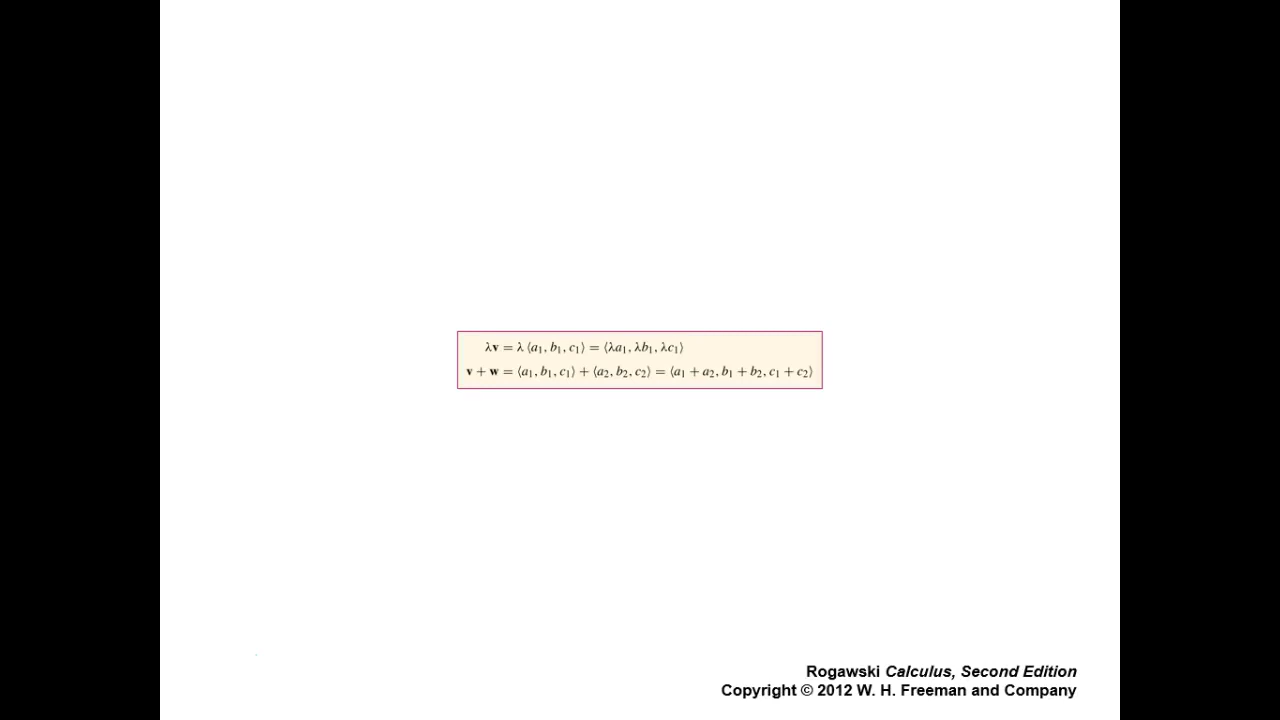 λv = λ ⟨a₁, b₁, c₁⟩ = ⟨λa₁, λb₁, λc₁⟩
v + w = ⟨a₁, b₁, c₁⟩ + ⟨a₂, b₂, c₂⟩ = ⟨a₁ + a₂, b₁ + b₂, c₁ + c₂⟩
Rogawski Calculus, Second Edition
Copyright © 2012 W. H. Freeman and Company